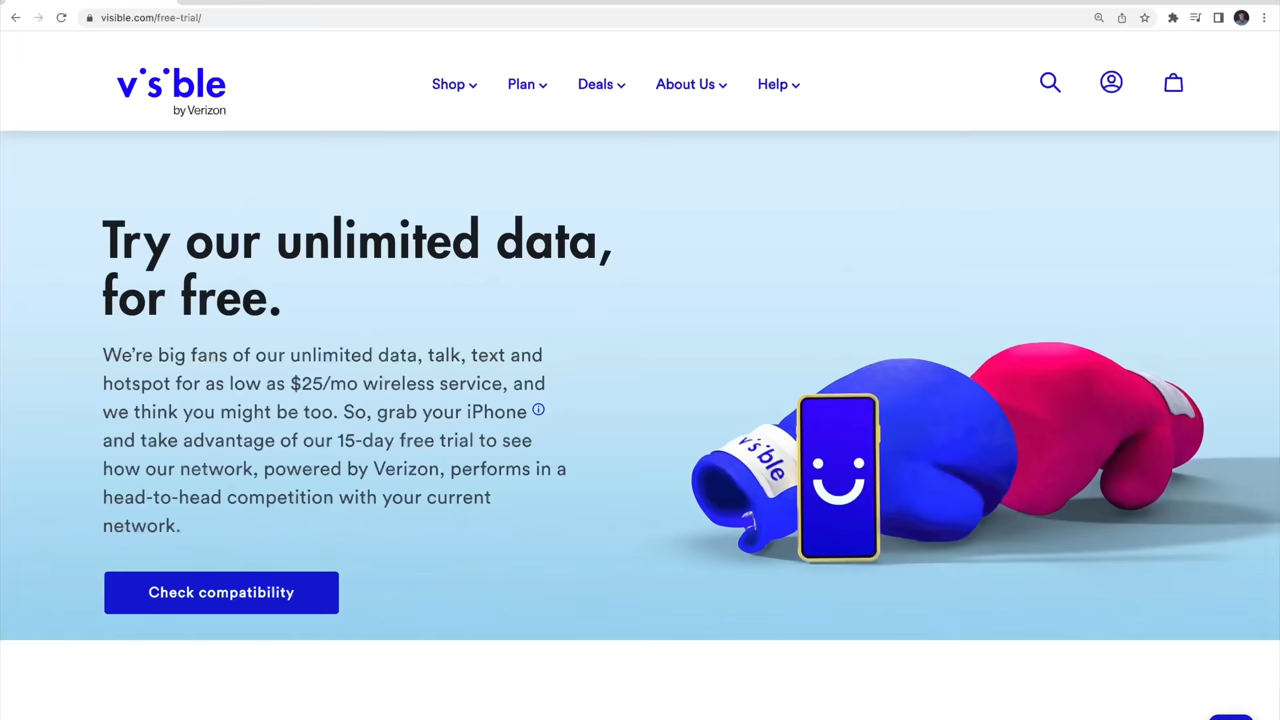 visible.com/free-trial/
visible
by Verizon
Shop
Plan
Deals
About Us
Help
Try our unlimited data,
for free.
We’re big fans of our unlimited data, talk, text and
hotspot for as low as $25/mo wireless service, and
we think you might be too. So, grab your iPhone
and take advantage of our 15-day free trial to see
how our network, powered by Verizon, performs in a
head-to-head competition with your current
network.
visible
Check compatibility